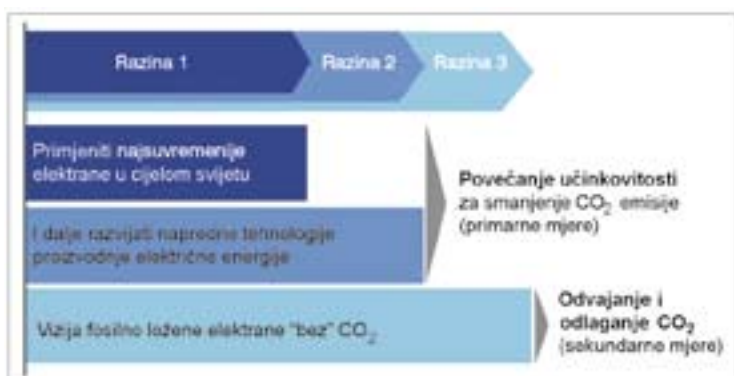 Razina 1
Razina 2
Razina 3
Primjeniti najsuvremenije
elektrane u cijelom svijetu
Povećanje učinkovitosti
za smanjenje CO₂ emisije
(primarne mjere)
I dalje razvijati napredne tehnologije
proizvodnje električne energije
Vizija fosilno ložene elektrane "bez" CO₂
Odvajanje i
odlaganje CO₂
(sekundarne mjere)